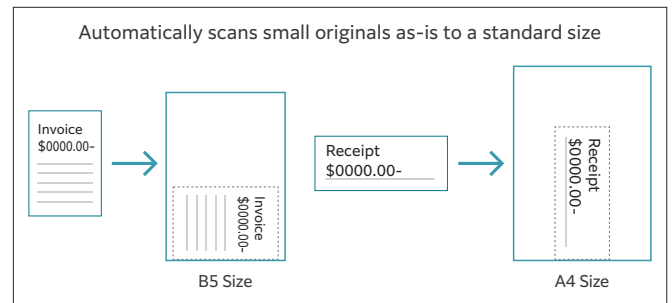 Automatically scans small originals as-is to a standard size
Invoice
$0000.00-
Invoice
$0000.00-
B5 Size
Receipt
$0000.00-
Receipt
$0000.00-
A4 Size